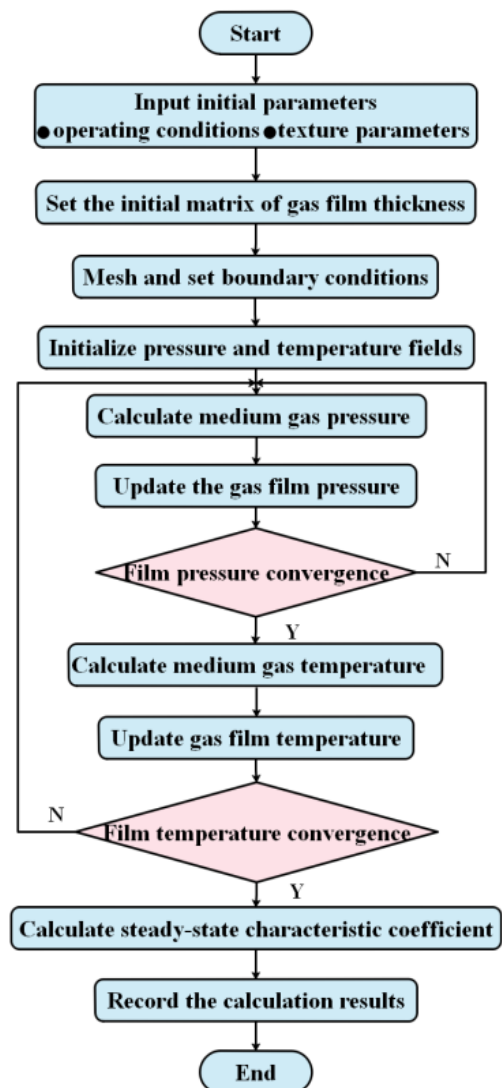 Start
Input initial parameters
●operating conditions ●texture parameters
Set the initial matrix of gas film thickness
Mesh and set boundary conditions
Initialize pressure and temperature fields
Calculate medium gas pressure
Update the gas film pressure
Film pressure convergence
N
Y
Calculate medium gas temperature
Update gas film temperature
N
Film temperature convergence
Y
Calculate steady-state characteristic coefficient
Record the calculation results
End